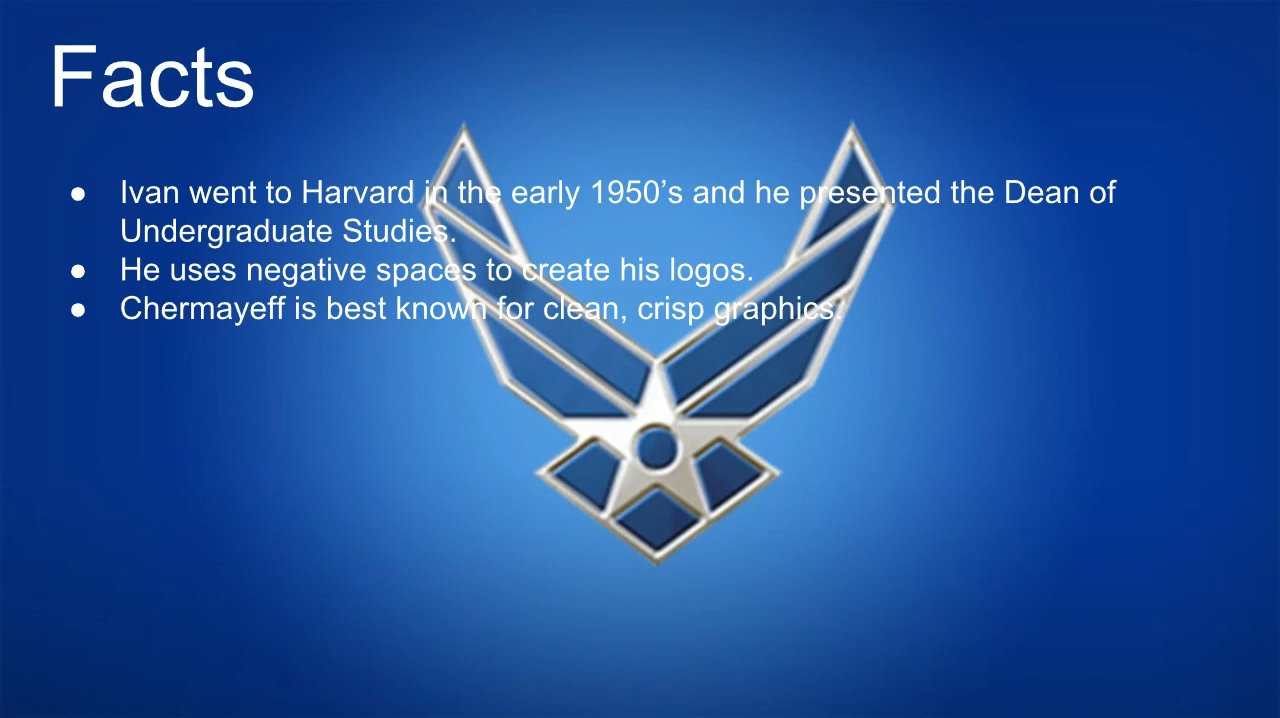 Facts
● Ivan went to Harvard in the early 1950’s and he presented the Dean of
Undergraduate Studies.
● He uses negative spaces to create his logos.
● Chermayeff is best known for clean, crisp graphics.